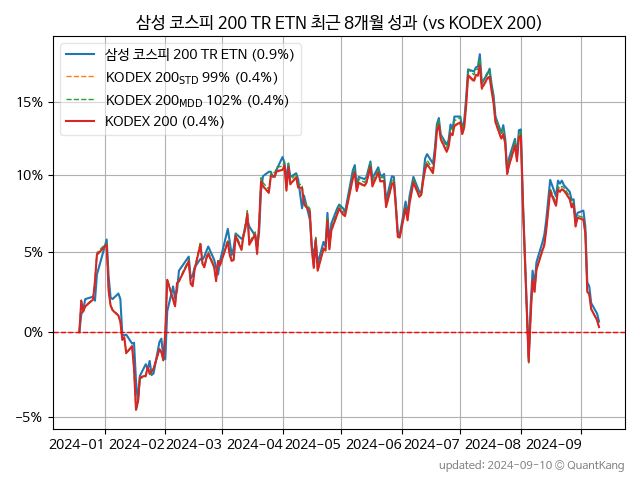 삼성 코스피 200 TR ETN 최근 8개월 성과 (vs KODEX 200)
삼성 코스피 200 TR ETN (0.9%)
KODEX 200STD 99% (0.4%)
KODEX 200MDD 102% (0.4%)
KODEX 200 (0.4%)
15%
10%
5%
0%
−5%
2024−01 2024−02 2024−03 2024−04 2024−05 2024−06 2024−07 2024−08 2024−09
updated: 2024-09-10 © QuantKang